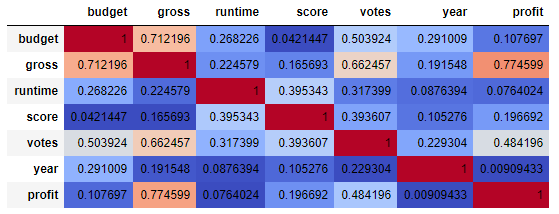 budget gross runtime score votes year profit
budget 1 0.712196 0.268226 0.0421447 0.503924 0.291009 0.107697
gross 0.712196 1 0.224579 0.165693 0.662457 0.191548 0.774599
runtime 0.268226 0.224579 1 0.395343 0.317399 0.0876394 0.0764024
score 0.0421447 0.165693 0.395343 1 0.393607 0.105276 0.196692
votes 0.503924 0.662457 0.317399 0.393607 1 0.229304 0.484196
year 0.291009 0.191548 0.0876394 0.105276 0.229304 1 0.00909433
profit 0.107697 0.774599 0.0764024 0.196692 0.484196 0.00909433 1